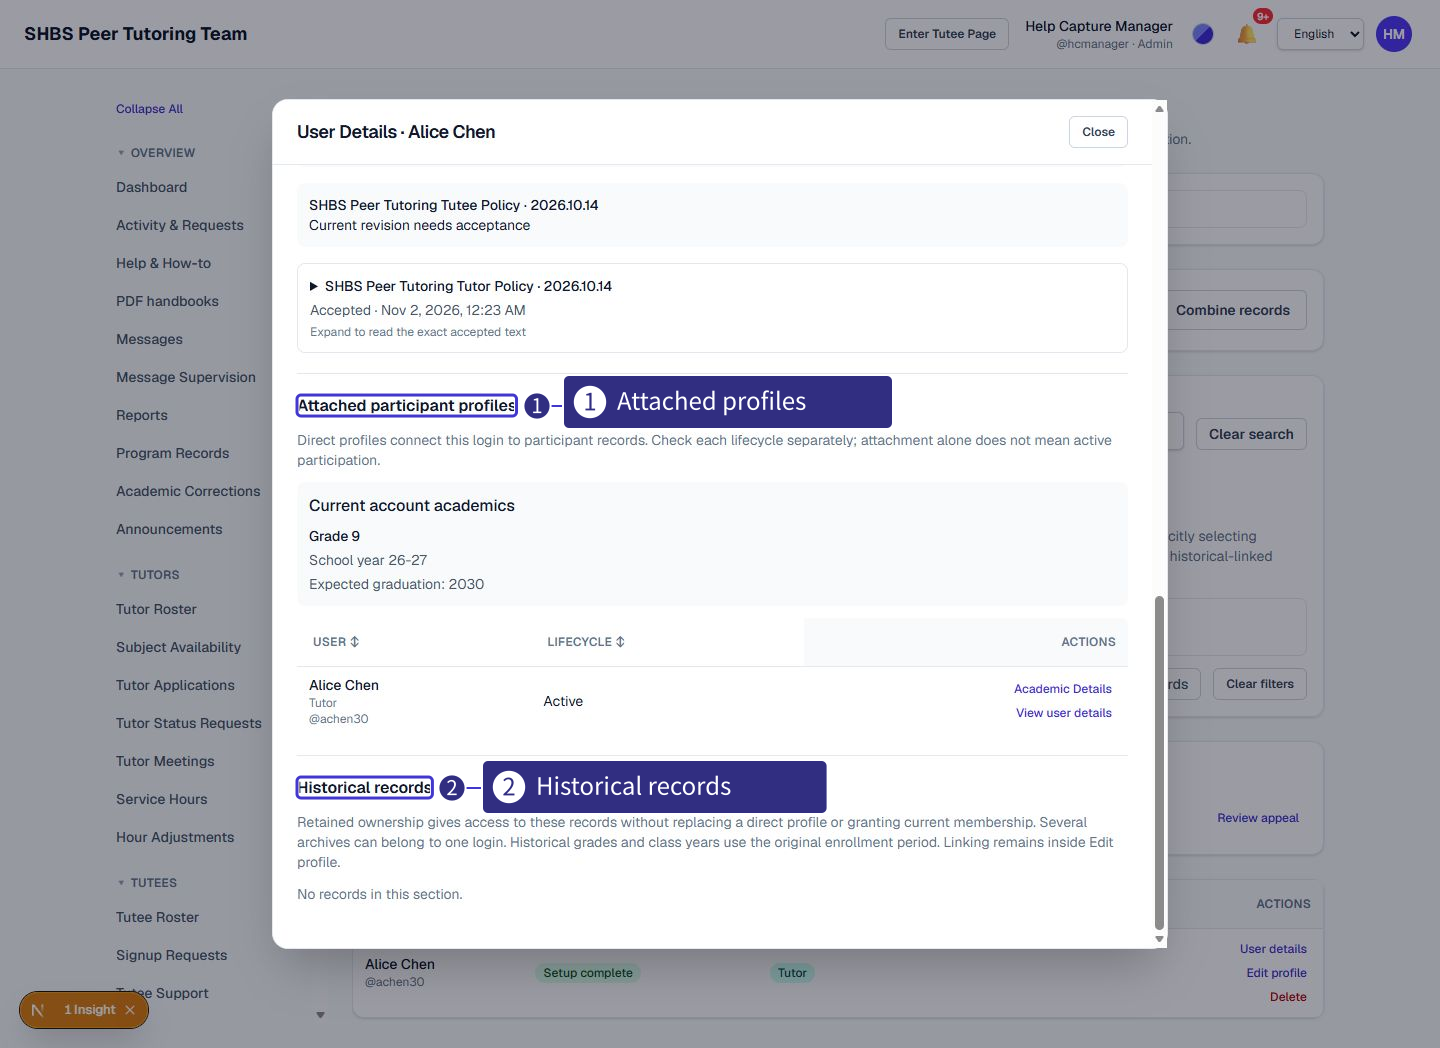 SHBS Peer Tutoring Team
Enter Tutee Page
Help Capture Manager
@hcmanager · Admin
9+
English
HM
Collapse All
OVERVIEW
Dashboard
Activity & Requests
Help & How-to
PDF handbooks
Messages
Message Supervision
Reports
Program Records
Academic Corrections
Announcements
TUTORS
Tutor Roster
Subject Availability
Tutor Applications
Tutor Status Requests
Tutor Meetings
Service Hours
Hour Adjustments
TUTEES
Tutee Roster
Signup Requests
Tutee Support
1 Insight
User Details · Alice Chen
Close
SHBS Peer Tutoring Tutee Policy · 2026.10.14
Current revision needs acceptance
SHBS Peer Tutoring Tutor Policy · 2026.10.14
Accepted · Nov 2, 2026, 12:23 AM
Expand to read the exact accepted text
Attached participant profiles
1
1 Attached profiles
Direct profiles connect this login to participant records. Check each lifecycle separately; attachment alone does not mean active
participation.
Current account academics
Grade 9
School year 26-27
Expected graduation: 2030
USER LIFECYCLE ACTIONS
Alice Chen
Tutor
@achen30
Active
Academic Details
View user details
Historical records
2
2 Historical records
Retained ownership gives access to these records without replacing a direct profile or granting current membership. Several
archives can belong to one login. Historical grades and class years use the original enrollment period. Linking remains inside Edit
profile.
No records in this section.
Combine records
Clear search
citly selecting
historical-linked
Clear filters
Review appeal
ACTIONS
Alice Chen
@achen30
Setup complete
Tutor
User details
Edit profile
Delete